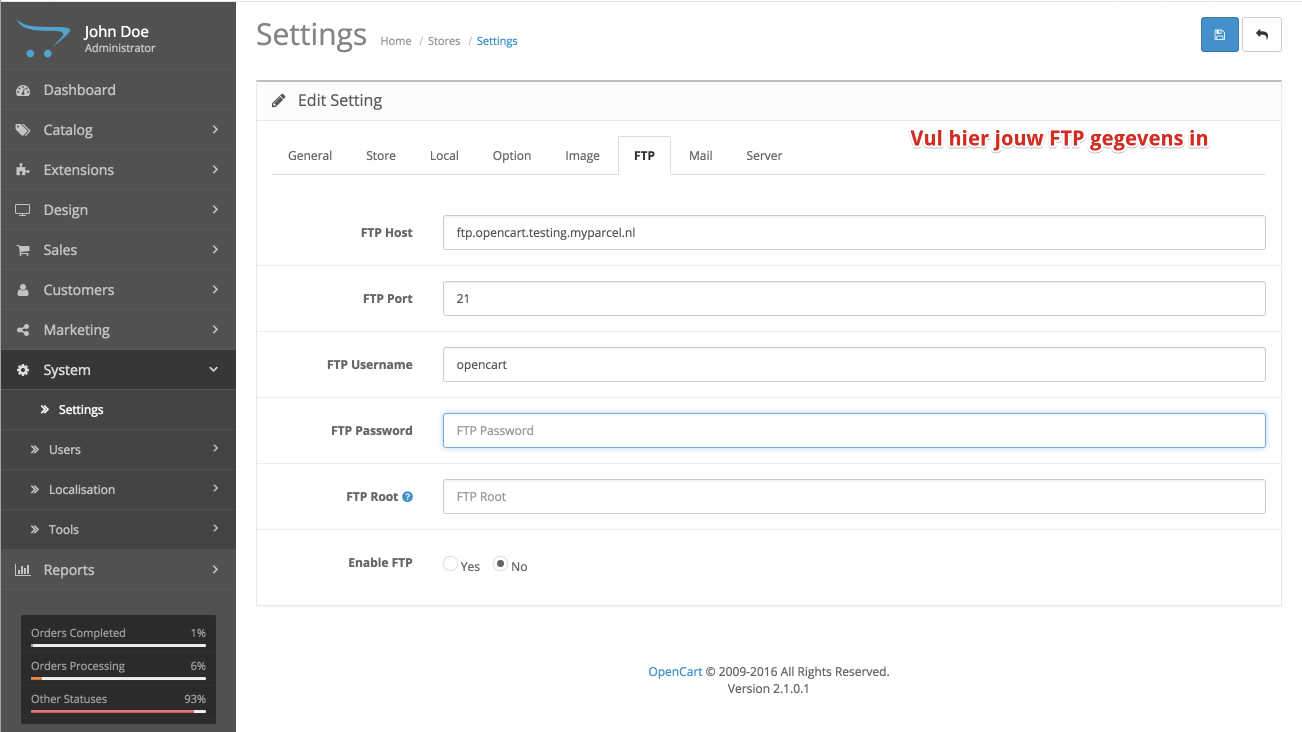 John Doe
Administrator
Dashboard
Catalog
Extensions
Design
Sales
Customers
Marketing
System
Settings
Users
Localisation
Tools
Reports
Orders Completed 1%
Orders Processing 6%
Other Statuses 93%
Settings Home / Stores / Settings
Edit Setting
Vul hier jouw FTP gegevens in
General Store Local Option Image FTP Mail Server
FTP Host ftp.opencart.testing.myparcel.nl
FTP Port 21
FTP Username opencart
FTP Password FTP Password
FTP Root ? FTP Root
Enable FTP Yes No
OpenCart © 2009-2016 All Rights Reserved.
Version 2.1.0.1